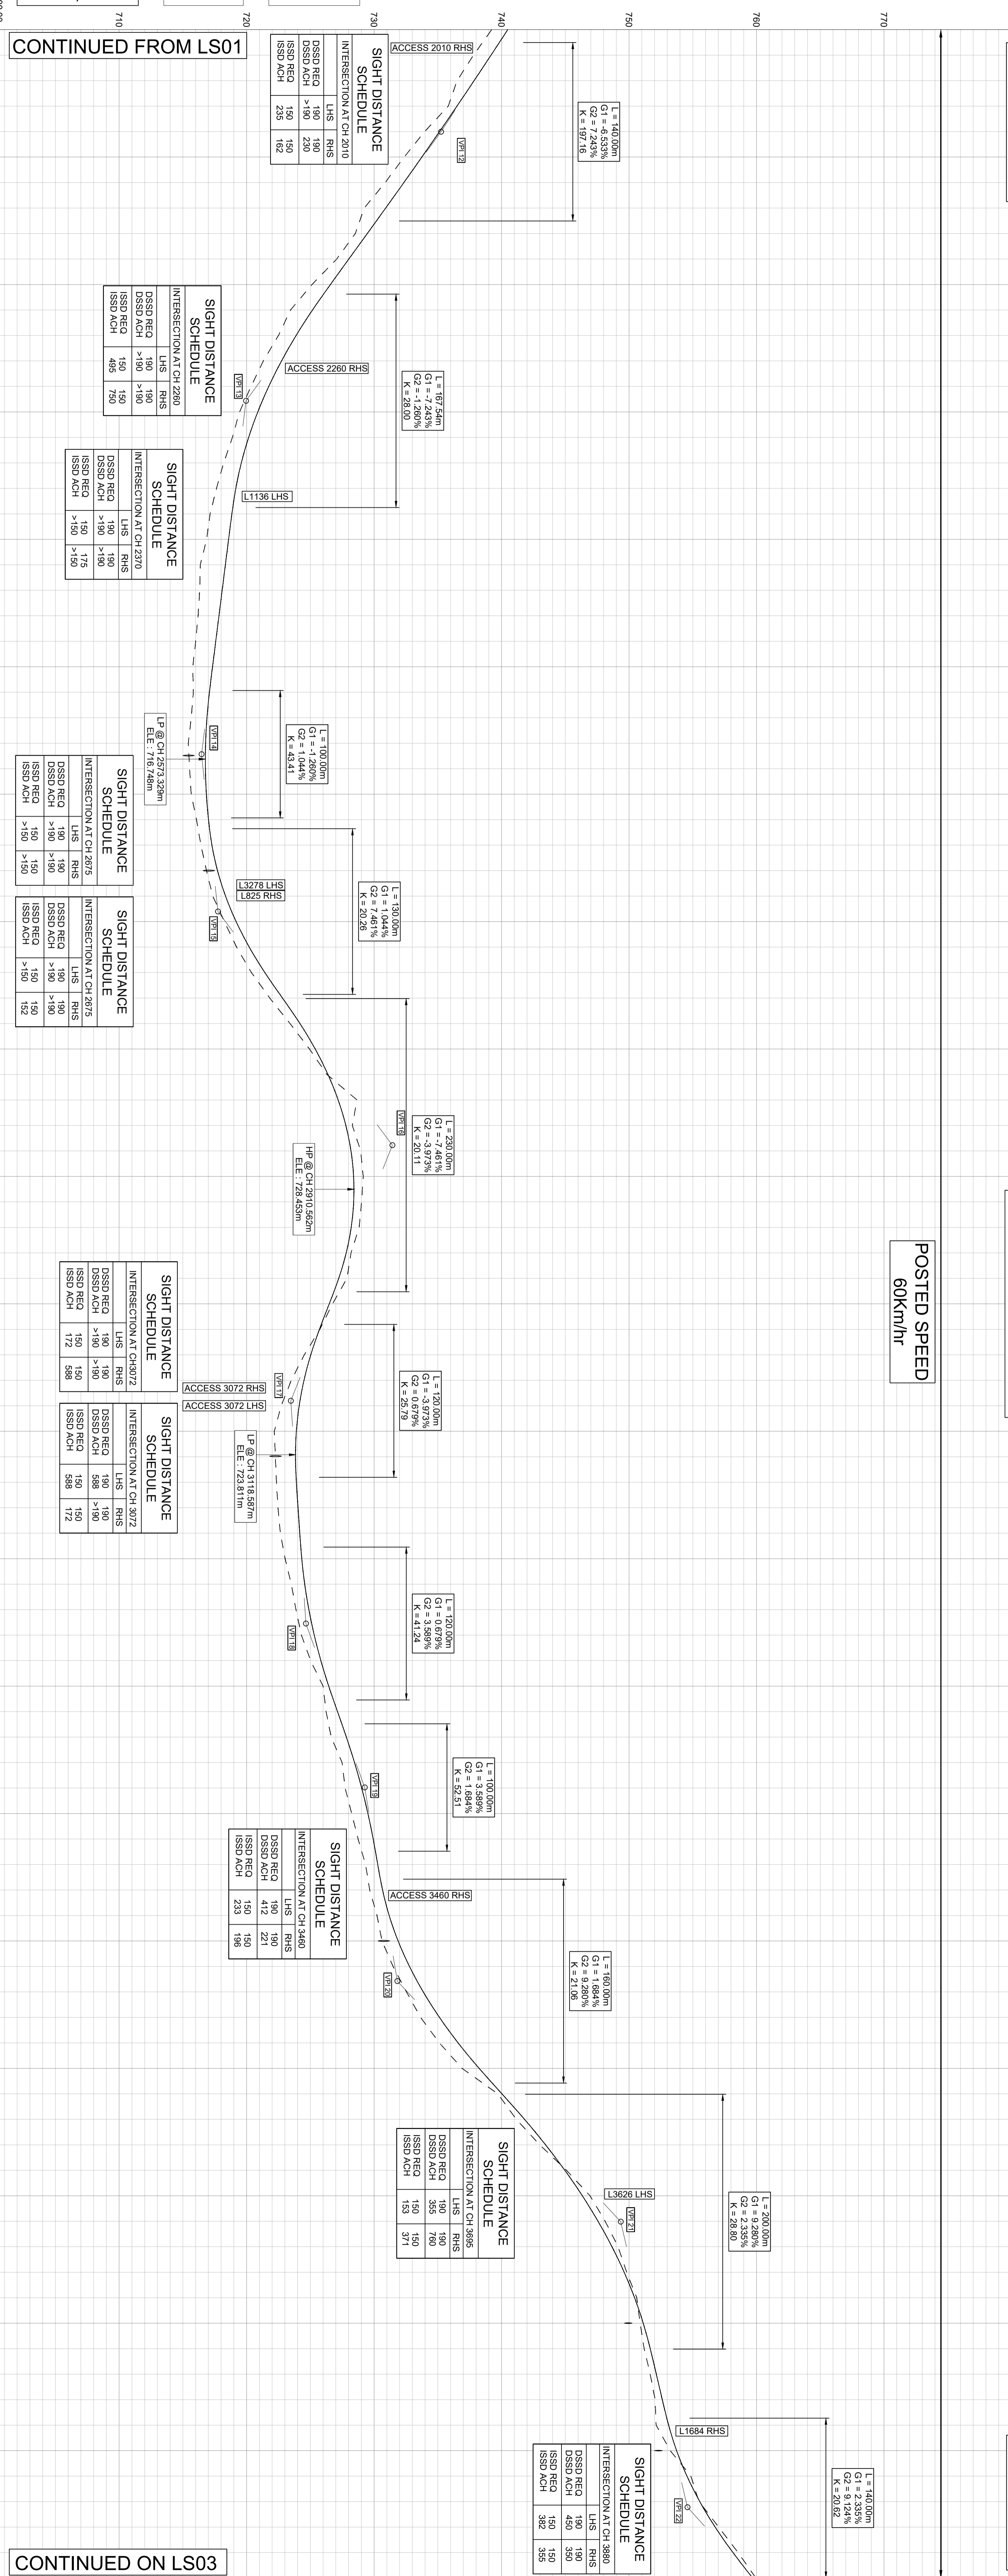 CONTINUED FROM LS01
710
720
730
740
750
760
770
POSTED SPEED
60Km/hr
ACCESS 2010 RHS
SIGHT DISTANCE
SCHEDULE
INTERSECTION AT CH 2010
LHS RHS
DSSD REQ 190 190
DSSD ACH >190 230
ISSD REQ 150 150
ISSD ACH 235 162
VPI 12
L = 140.00m
G1 = -6.533%
G2 = 7.243%
K = 197.16
SIGHT DISTANCE
SCHEDULE
INTERSECTION AT CH 2260
LHS RHS
DSSD REQ 190 190
DSSD ACH >190 >190
ISSD REQ 150 150
ISSD ACH 495 750
ACCESS 2260 RHS
VPI 13
L = 167.54m
G1 = -7.243%
G2 = -1.260%
K = 28.00
L1136 LHS
SIGHT DISTANCE
SCHEDULE
INTERSECTION AT CH 2370
LHS RHS
DSSD REQ 190 190
DSSD ACH >190 >190
ISSD REQ 150 175
ISSD ACH >150 >150
VPI 14
LP @ CH 2573.329m
ELE : 716.748m
L = 100.00m
G1 = -1.260%
G2 = 1.044%
K = 43.41
SIGHT DISTANCE
SCHEDULE
INTERSECTION AT CH 2675
LHS RHS
DSSD REQ 190 190
DSSD ACH >190 >190
ISSD REQ 150 150
ISSD ACH >150 >150
L3278 LHS
L825 RHS
VPI 15
L = 130.00m
G1 = 1.044%
G2 = 7.461%
K = 20.26
SIGHT DISTANCE
SCHEDULE
INTERSECTION AT CH 2675
LHS RHS
DSSD REQ 190 190
DSSD ACH >190 >190
ISSD REQ 150 150
ISSD ACH >150 152
VPI 16
L = 230.00m
G1 = -7.461%
G2 = -3.973%
K = 20.11
HP @ CH 2910.562m
ELE : 728.453m
SIGHT DISTANCE
SCHEDULE
INTERSECTION AT CH3072
LHS RHS
DSSD REQ 190 190
DSSD ACH >190 >190
ISSD REQ 150 150
ISSD ACH 172 588
ACCESS 3072 RHS
ACCESS 3072 LHS
VPI 17
L = 120.00m
G1 = -3.973%
G2 = 0.679%
K = 25.79
LP @ CH 3118.587m
ELE : 723.811m
SIGHT DISTANCE
SCHEDULE
INTERSECTION AT CH 3072
LHS RHS
DSSD REQ 190 190
DSSD ACH 588 >190
ISSD REQ 150 150
ISSD ACH 588 172
VPI 18
L = 120.00m
G1 = 0.679%
G2 = 3.589%
K = 41.24
VPI 19
L = 100.00m
G1 = 3.589%
G2 = 1.684%
K = 52.51
SIGHT DISTANCE
SCHEDULE
INTERSECTION AT CH 3460
LHS RHS
DSSD REQ 190 190
DSSD ACH 412 221
ISSD REQ 150 150
ISSD ACH 233 196
ACCESS 3460 RHS
VPI 20
L = 160.00m
G1 = 1.684%
G2 = 9.280%
K = 21.06
SIGHT DISTANCE
SCHEDULE
INTERSECTION AT CH 3695
LHS RHS
DSSD REQ 190 190
DSSD ACH 355 760
ISSD REQ 150 150
ISSD ACH 153 371
L3626 LHS
VPI 21
L = 200.00m
G1 = 9.280%
G2 = 2.335%
K = 28.80
L1684 RHS
SIGHT DISTANCE
SCHEDULE
INTERSECTION AT CH 3880
LHS RHS
DSSD REQ 190 190
DSSD ACH 450 350
ISSD REQ 150 150
ISSD ACH 382 355
VPI 22
L = 140.00m
G1 = 2.335%
G2 = 9.124%
K = 20.62
CONTINUED ON LS03